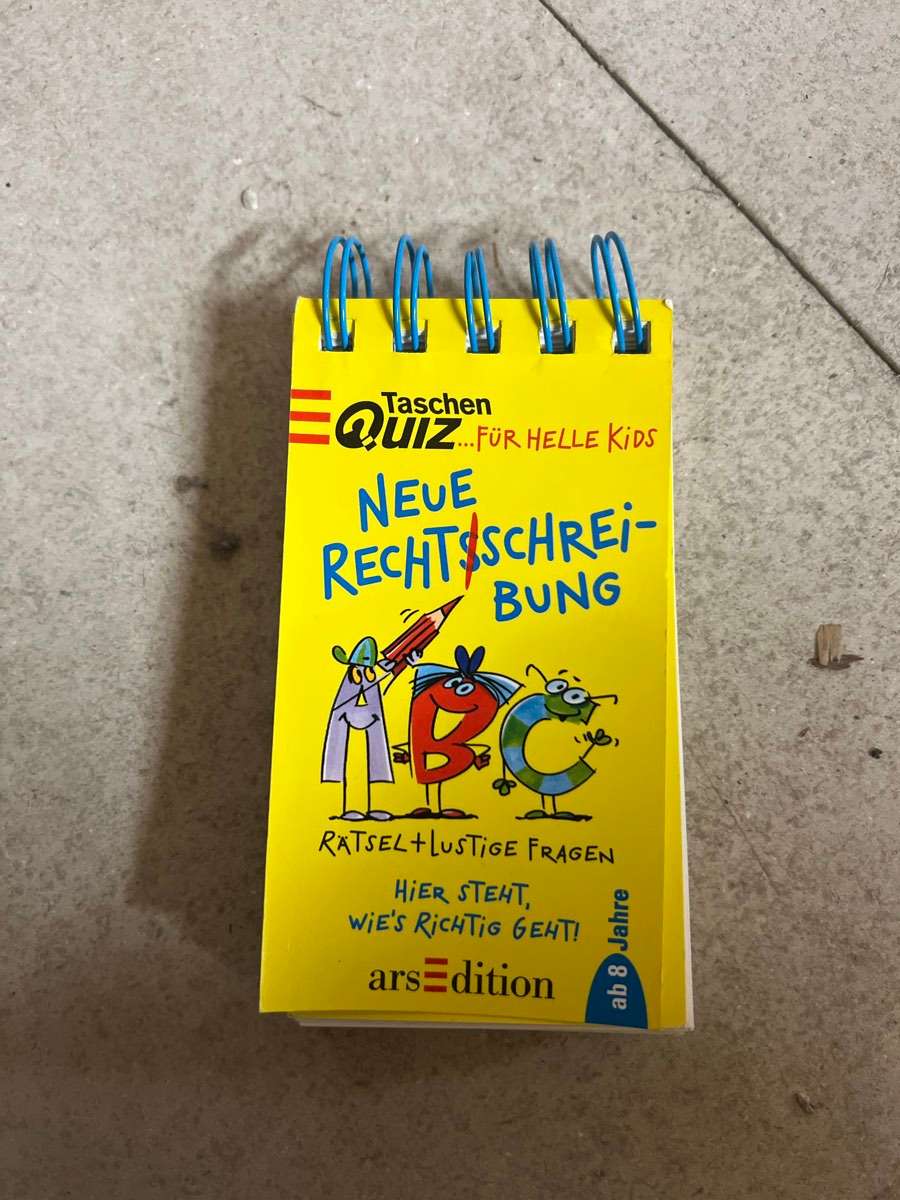 Taschen
Quiz...FÜR HELLE KIDS
NEUE
RECHTSSCHREI-
BUNG
ABC
RÄTSEL+LUSTIGE FRAGEN
HIER STEHT,
WIE'S RICHTIG GEHT!
arsEdition
ab 8 Jahre